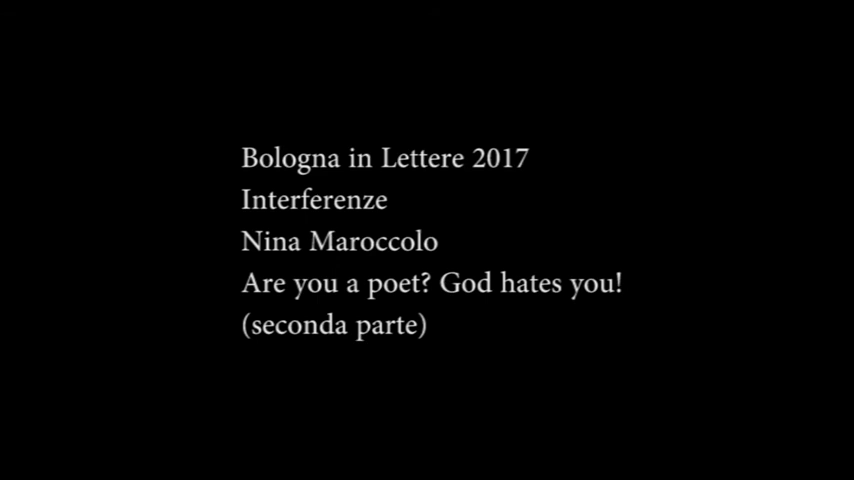 Bologna in Lettere 2017
Interferenze
Nina Maroccolo
Are you a poet? God hates you!
(seconda parte)